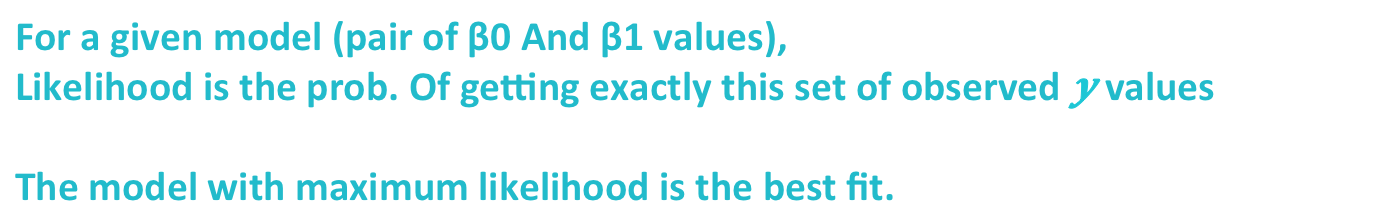 For a given model (pair of β0 And β1 values),
Likelihood is the prob. Of getting exactly this set of observed y values
The model with maximum likelihood is the best fit.